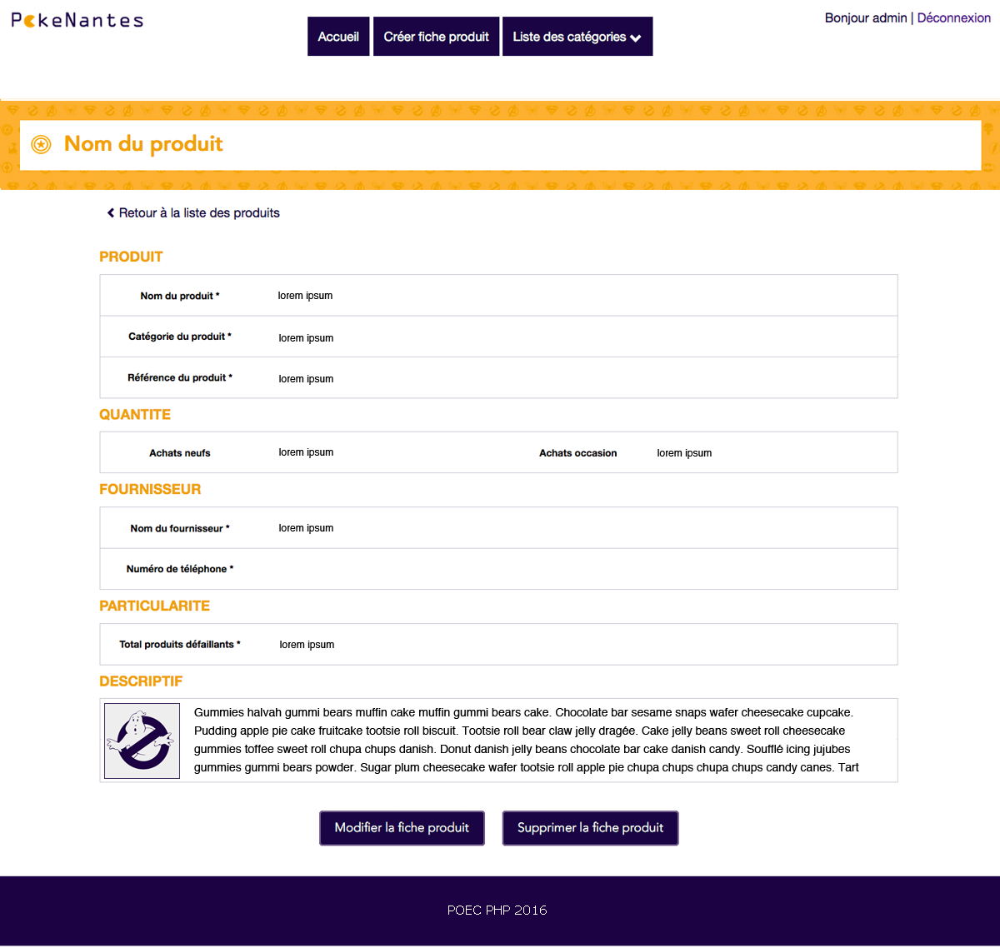 PokeNantes
Bonjour admin | Déconnexion
Accueil
Créer fiche produit
Liste des catégories
Nom du produit
Retour à la liste des produits
PRODUIT
Nom du produit * lorem ipsum
Catégorie du produit * lorem ipsum
Référence du produit * lorem ipsum
QUANTITE
Achats neufs lorem ipsum Achats occasion lorem ipsum
FOURNISSEUR
Nom du fournisseur * lorem ipsum
Numéro de téléphone *
PARTICULARITE
Total produits défaillants * lorem ipsum
DESCRIPTIF
Gummies halvah gummi bears muffin cake muffin gummi bears cake. Chocolate bar sesame snaps wafer cheesecake cupcake.
Pudding apple pie cake fruitcake tootsie roll biscuit. Tootsie roll bear claw jelly dragée. Cake jelly beans sweet roll cheesecake
gummies toffee sweet roll chupa chups danish. Donut danish jelly beans chocolate bar cake danish candy. Soufflé icing jujubes
gummies gummi bears powder. Sugar plum cheesecake wafer tootsie roll apple pie chupa chups chupa chups candy canes. Tart
Modifier la fiche produit
Supprimer la fiche produit
POEC PHP 2016